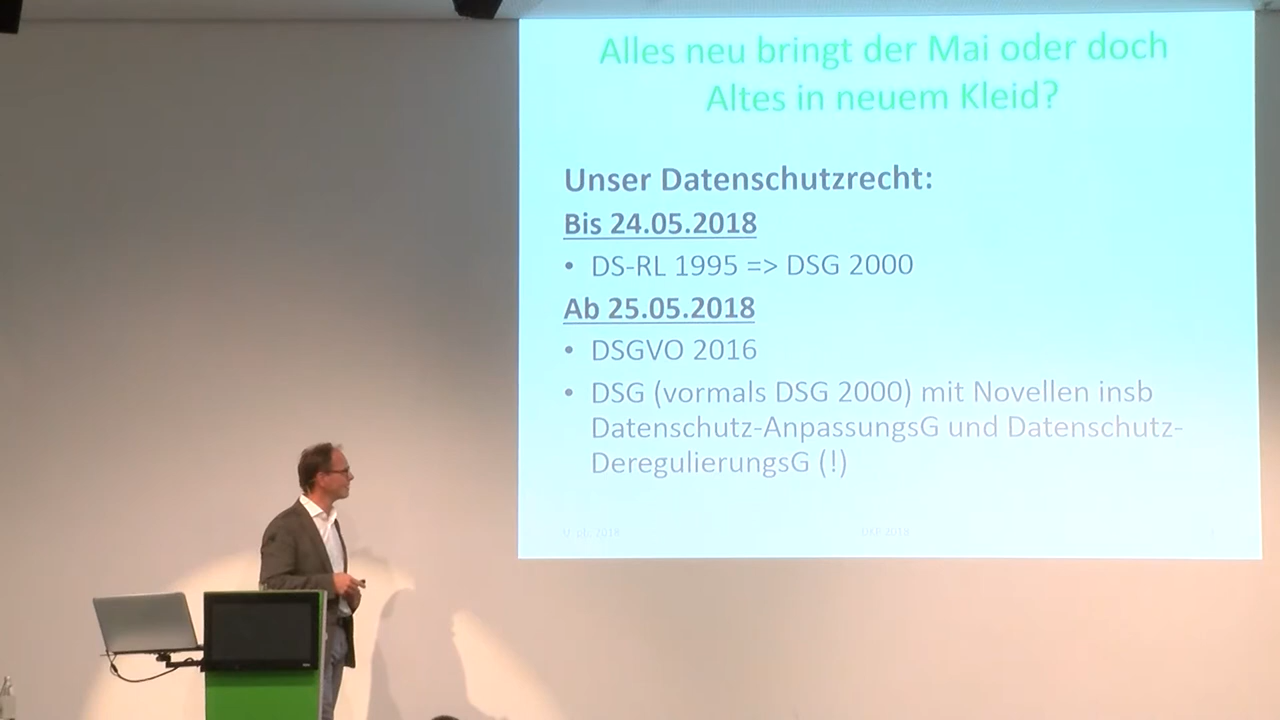 Alles neu bringt der Mai oder doch
Altes in neuem Kleid?
Unser Datenschutzrecht:
Bis 24.05.2018
• DS-RL 1995 => DSG 2000
Ab 25.05.2018
• DSGVO 2016
• DSG (vormals DSG 2000) mit Novellen insb
Datenschutz-AnpassungsG und Datenschutz-
DeregulierungsG (!)
2018
2018